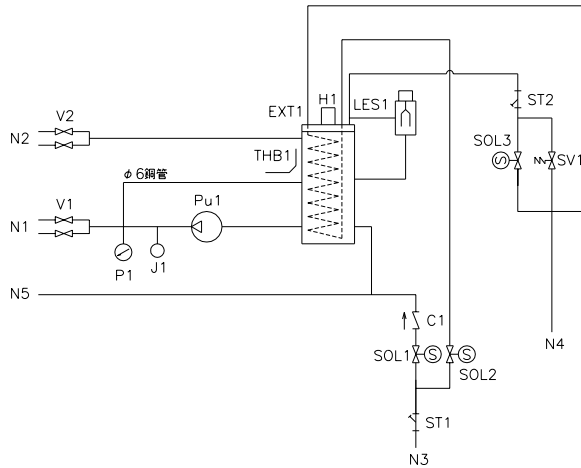 H1
EXT1
LES1
V2
ST2
N2
SOL3
THB1
SV1
φ6銅管
V1
Pu1
N1
P1
J1
N5
C1
N4
SOL1
S
S
S
SOL2
ST1
N3